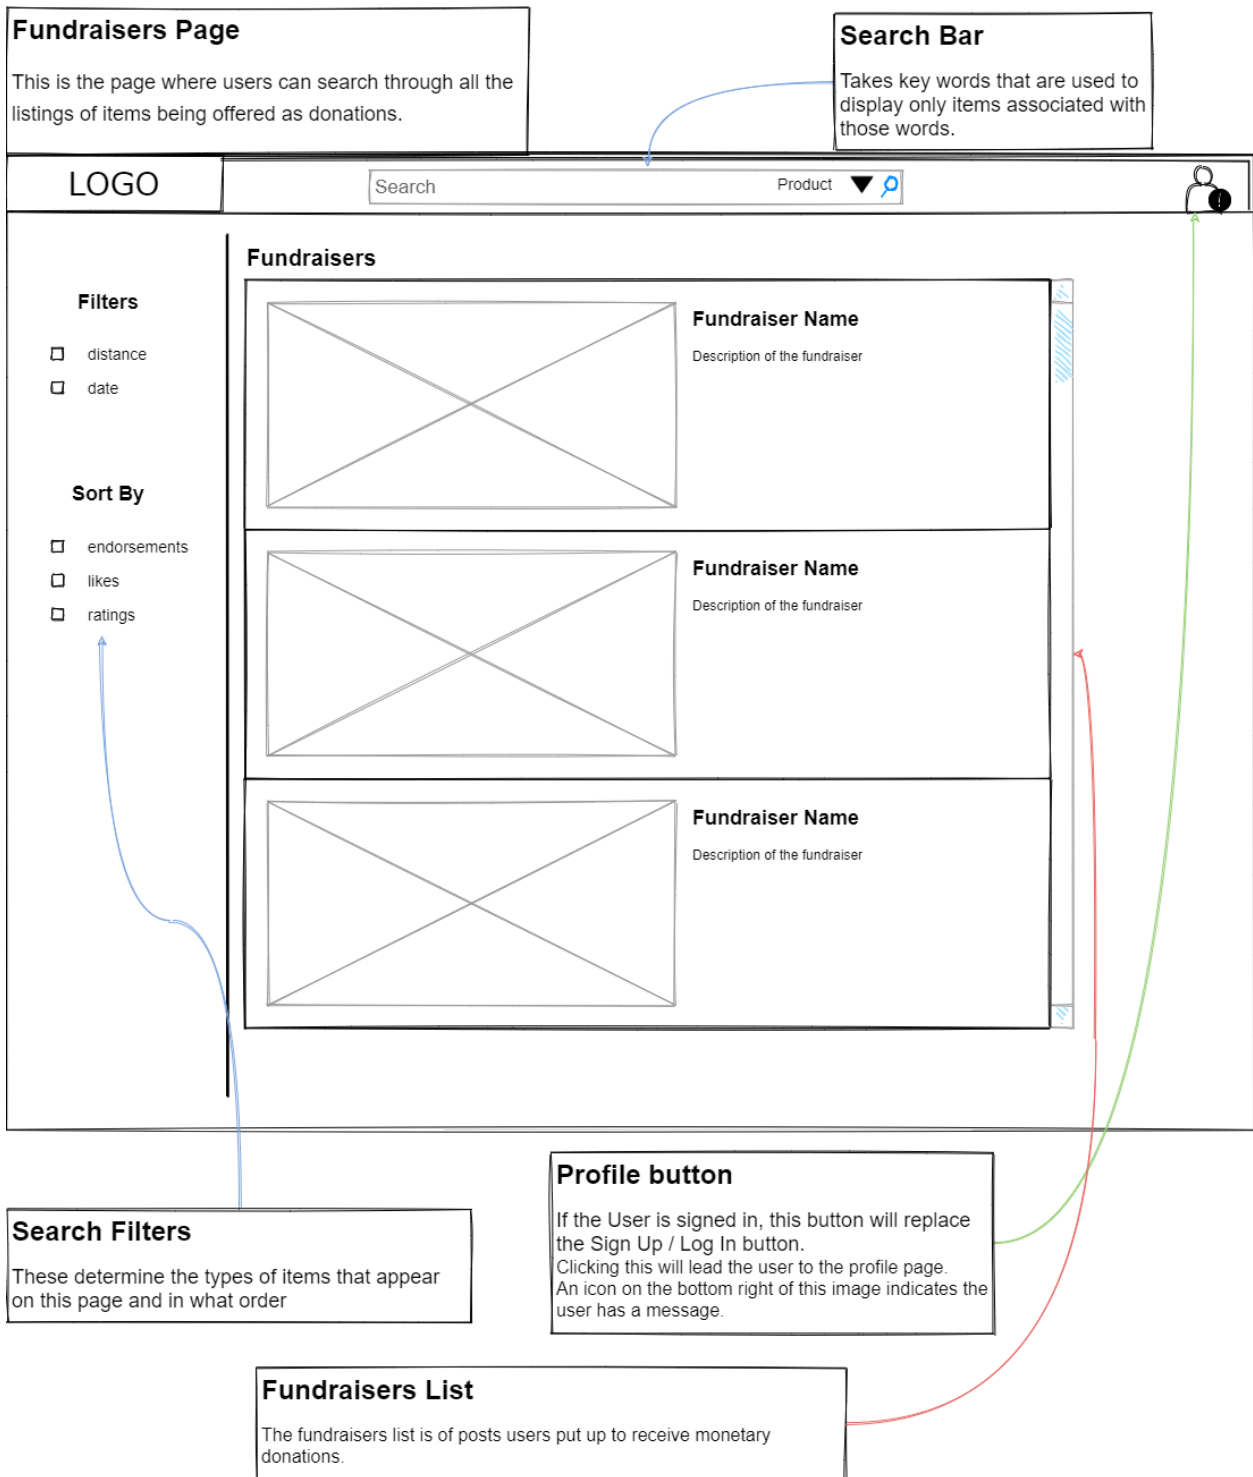 Fundraisers Page
This is the page where users can search through all the
listings of items being offered as donations.
Search Bar
Takes key words that are used to
display only items associated with
those words.
LOGO
Search
Product
Fundraisers
Filters
distance
date
Sort By
endorsements
likes
ratings
Fundraiser Name
Description of the fundraiser
Fundraiser Name
Description of the fundraiser
Fundraiser Name
Description of the fundraiser
Profile button
If the User is signed in, this button will replace
the Sign Up / Log In button.
Clicking this will lead the user to the profile page.
An icon on the bottom right of this image indicates the
user has a message.
Search Filters
These determine the types of items that appear
on this page and in what order
Fundraisers List
The fundraisers list is of posts users put up to receive monetary
donations.